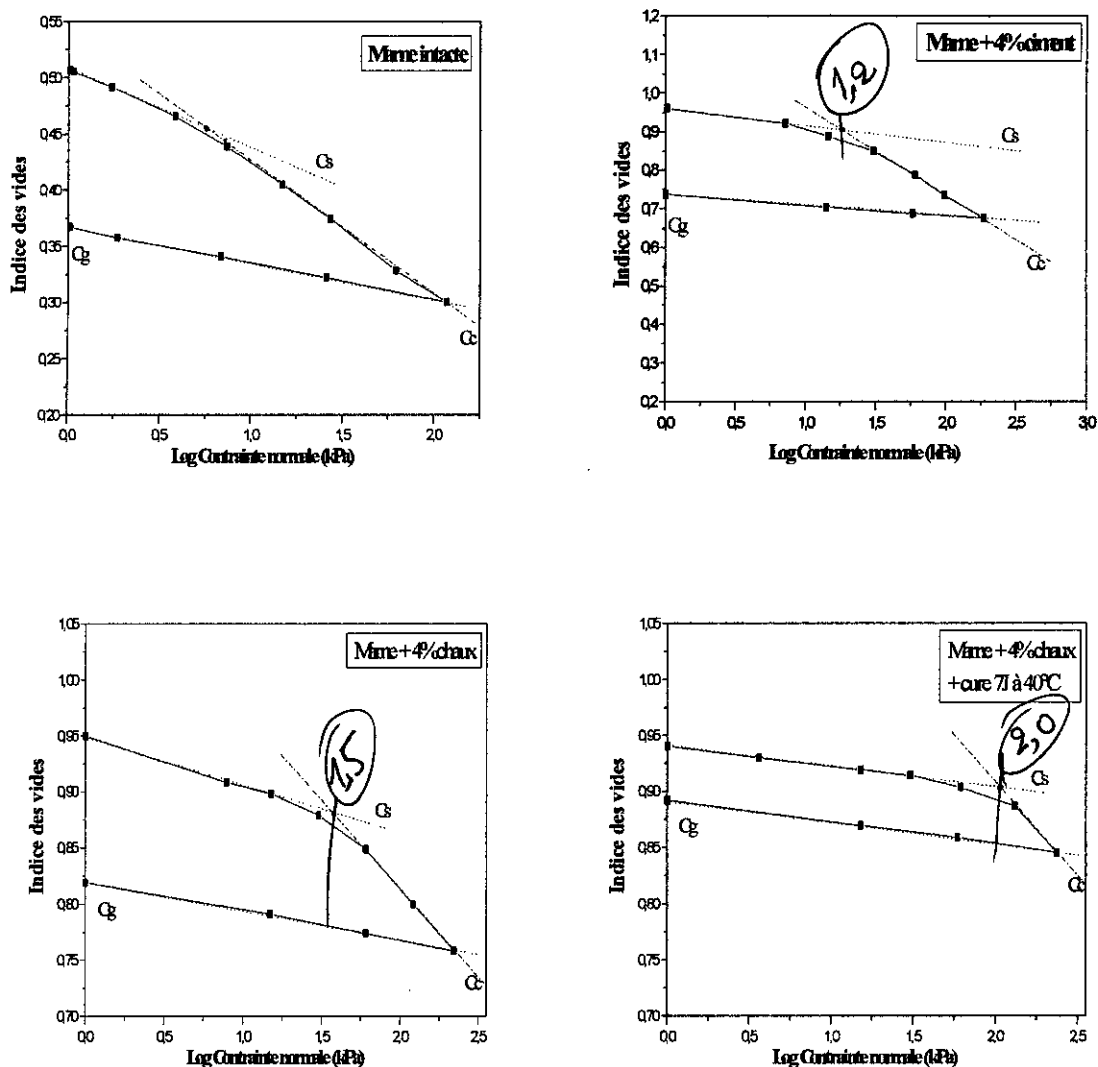 Marne intacte
0,55
0,50
0,45
0,40
0,35
0,30
0,25
0,20
Indice des vides
Cs
Cg
Cc
0,0 0,5 1,0 1,5 2,0
Log Contrainte normale (kPa)
Marne + 4% ciment
1,2
1,2
1,1
1,0
0,9
0,8
0,7
0,6
0,5
0,4
0,3
0,2
Indice des vides
Cs
Cg
Cc
0,0 0,5 1,0 1,5 2,0 2,5 3,0
Log Contrainte normale (kPa)
Marne + 4% chaux
1,5
1,05
1,00
0,95
0,90
0,85
0,80
0,75
0,70
Indice des vides
Cs
Cg
Cc
0,0 0,5 1,0 1,5 2,0 2,5
Log Contrainte normale (kPa)
Marne + 4% chaux
+ cure 7J à 40°C
2,0
1,05
1,00
0,95
0,90
0,85
0,80
0,75
0,70
Indice des vides
Cs
Cg
Cc
0,0 0,5 1,0 1,5 2,0 2,5
Log Contrainte normale (kPa)